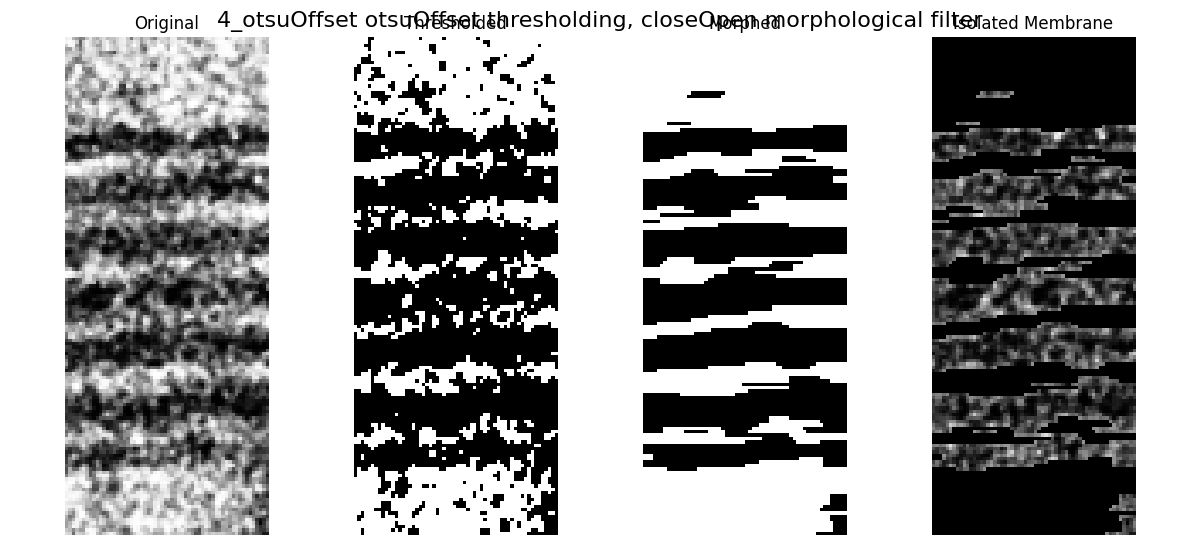 4_otsuOffset otsuOffset thresholding, closeOpen morphological filter
Original
Thresholded
Morphed
Isolated Membrane